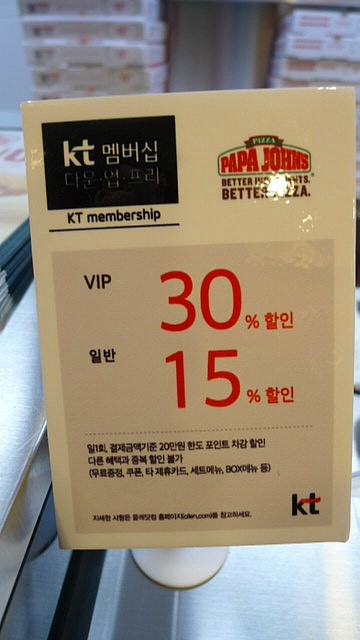 kt 멤버십
다운·업·프리
KT membership
PIZZA
PAPA JOHNS
BETTER
BETTER
VIP 30% 할인
일반 15% 할인
일1회, 결제금액기준 20만원 한도 포인트 차감 할인
다른 혜택과 중복 할인 불가
(무료증정, 쿠폰, 타 제휴카드, 세트메뉴, BOX메뉴 등)
kt
자세한 사항은 올레닷컴 홈페이지(olleh.com)를 참고하세요.